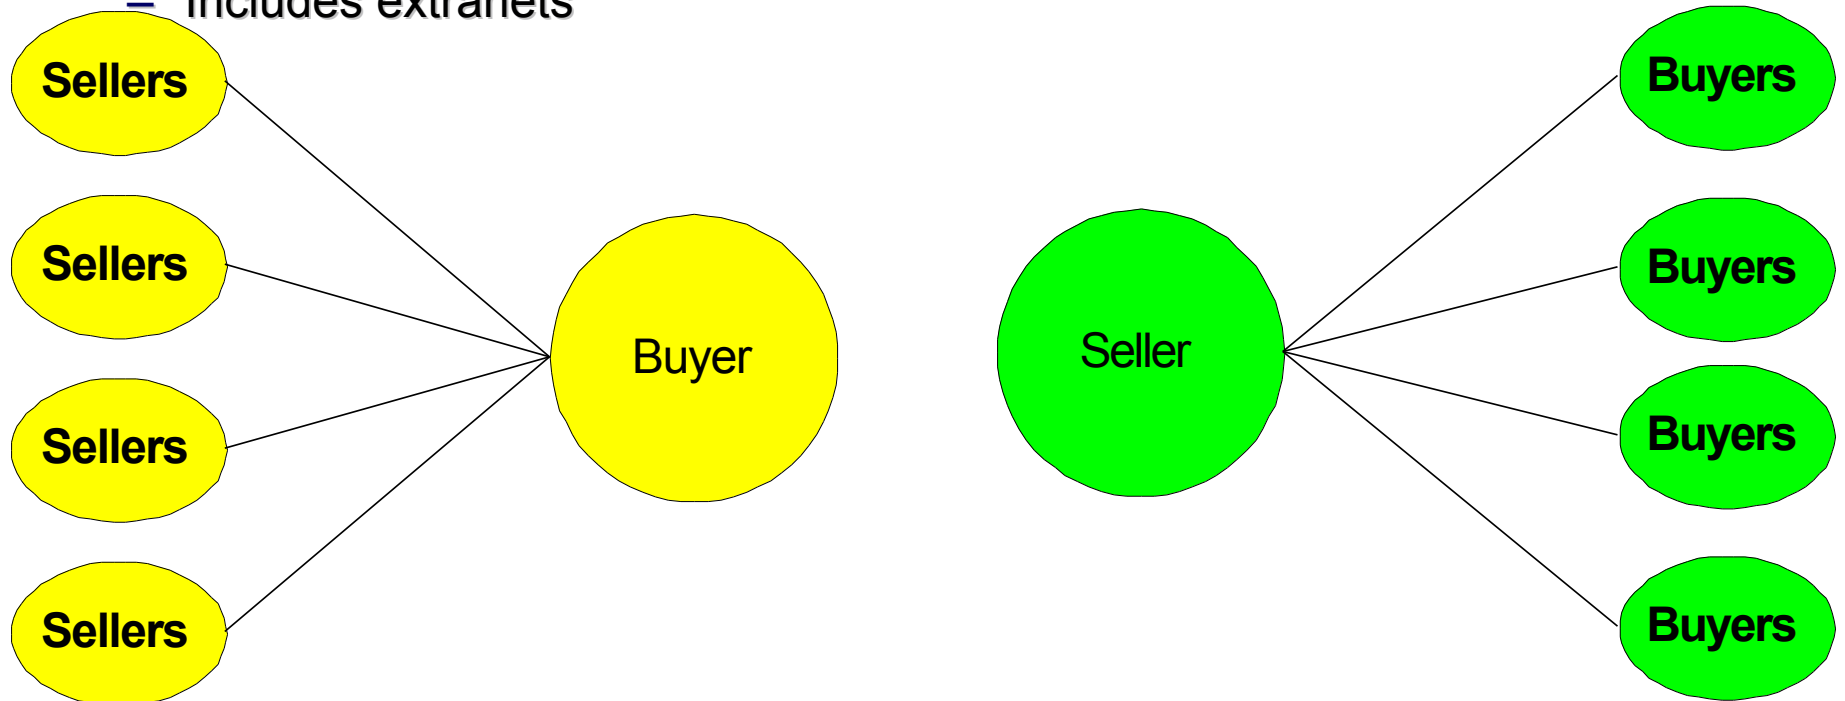 – Includes extranets
Sellers
Sellers
Sellers
Sellers
Buyer
Seller
Buyers
Buyers
Buyers
Buyers